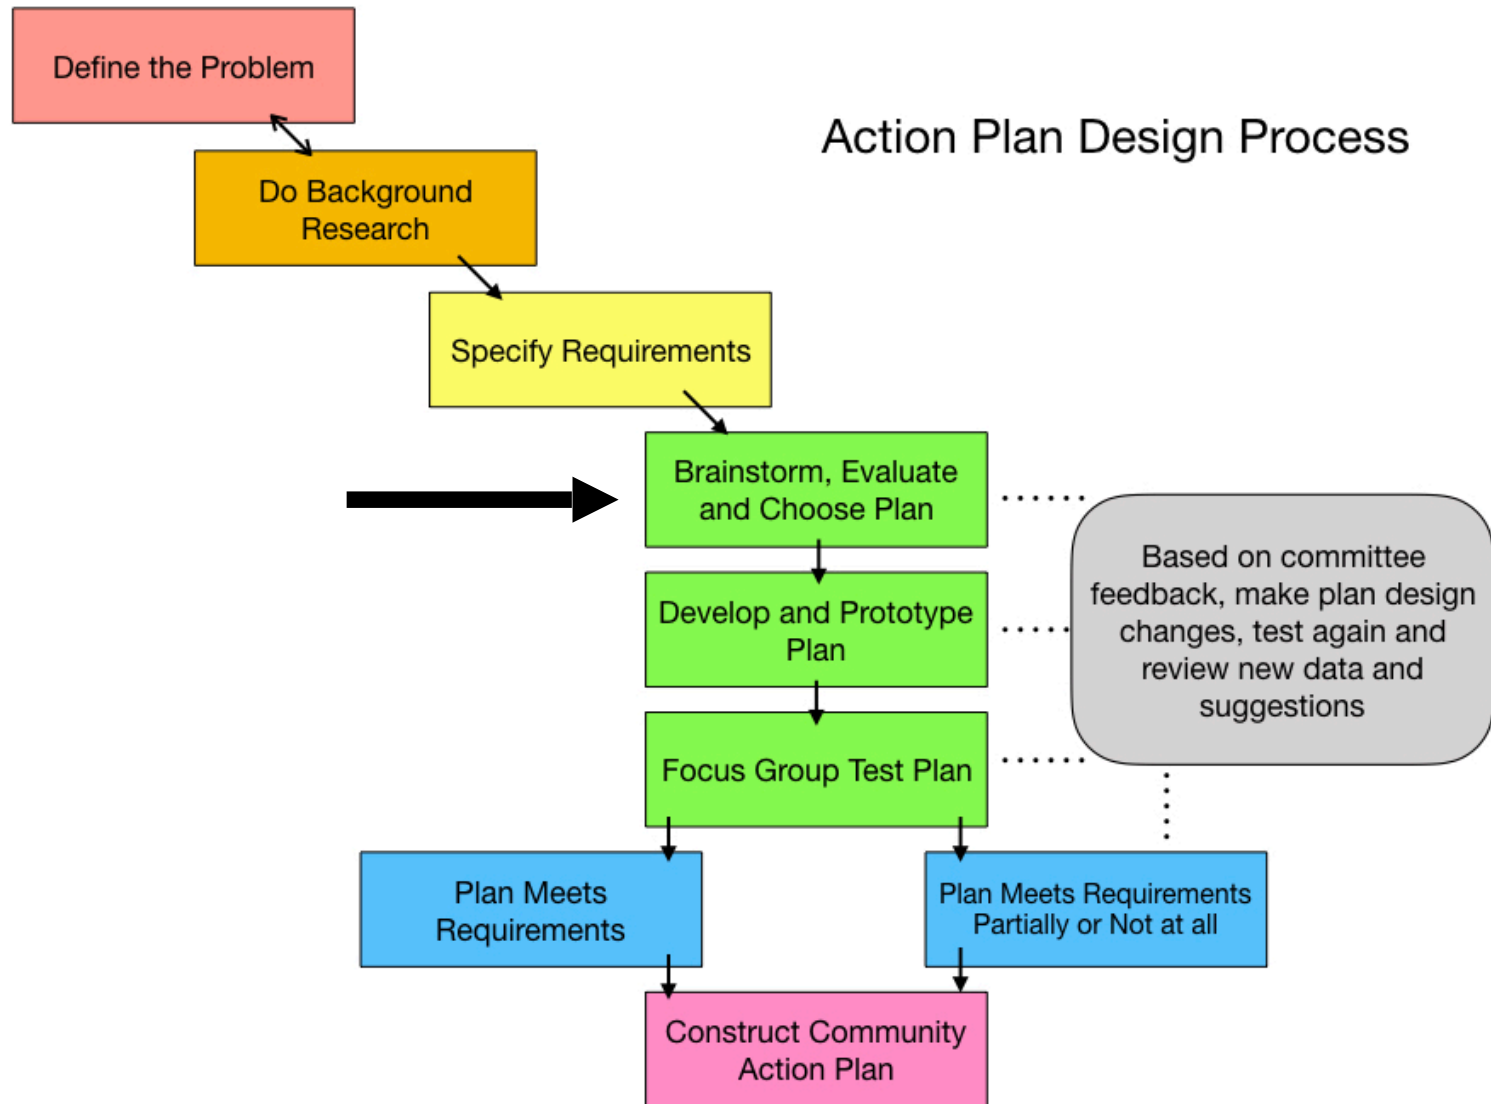 Define the Problem
Action Plan Design Process
Do Background
Research
Specify Requirements
Brainstorm, Evaluate
and Choose Plan
Based on committee
feedback, make plan design
changes, test again and
review new data and
suggestions
Develop and Prototype
Plan
Focus Group Test Plan
Plan Meets
Requirements
Plan Meets Requirements
Partially or Not at all
Construct Community
Action Plan